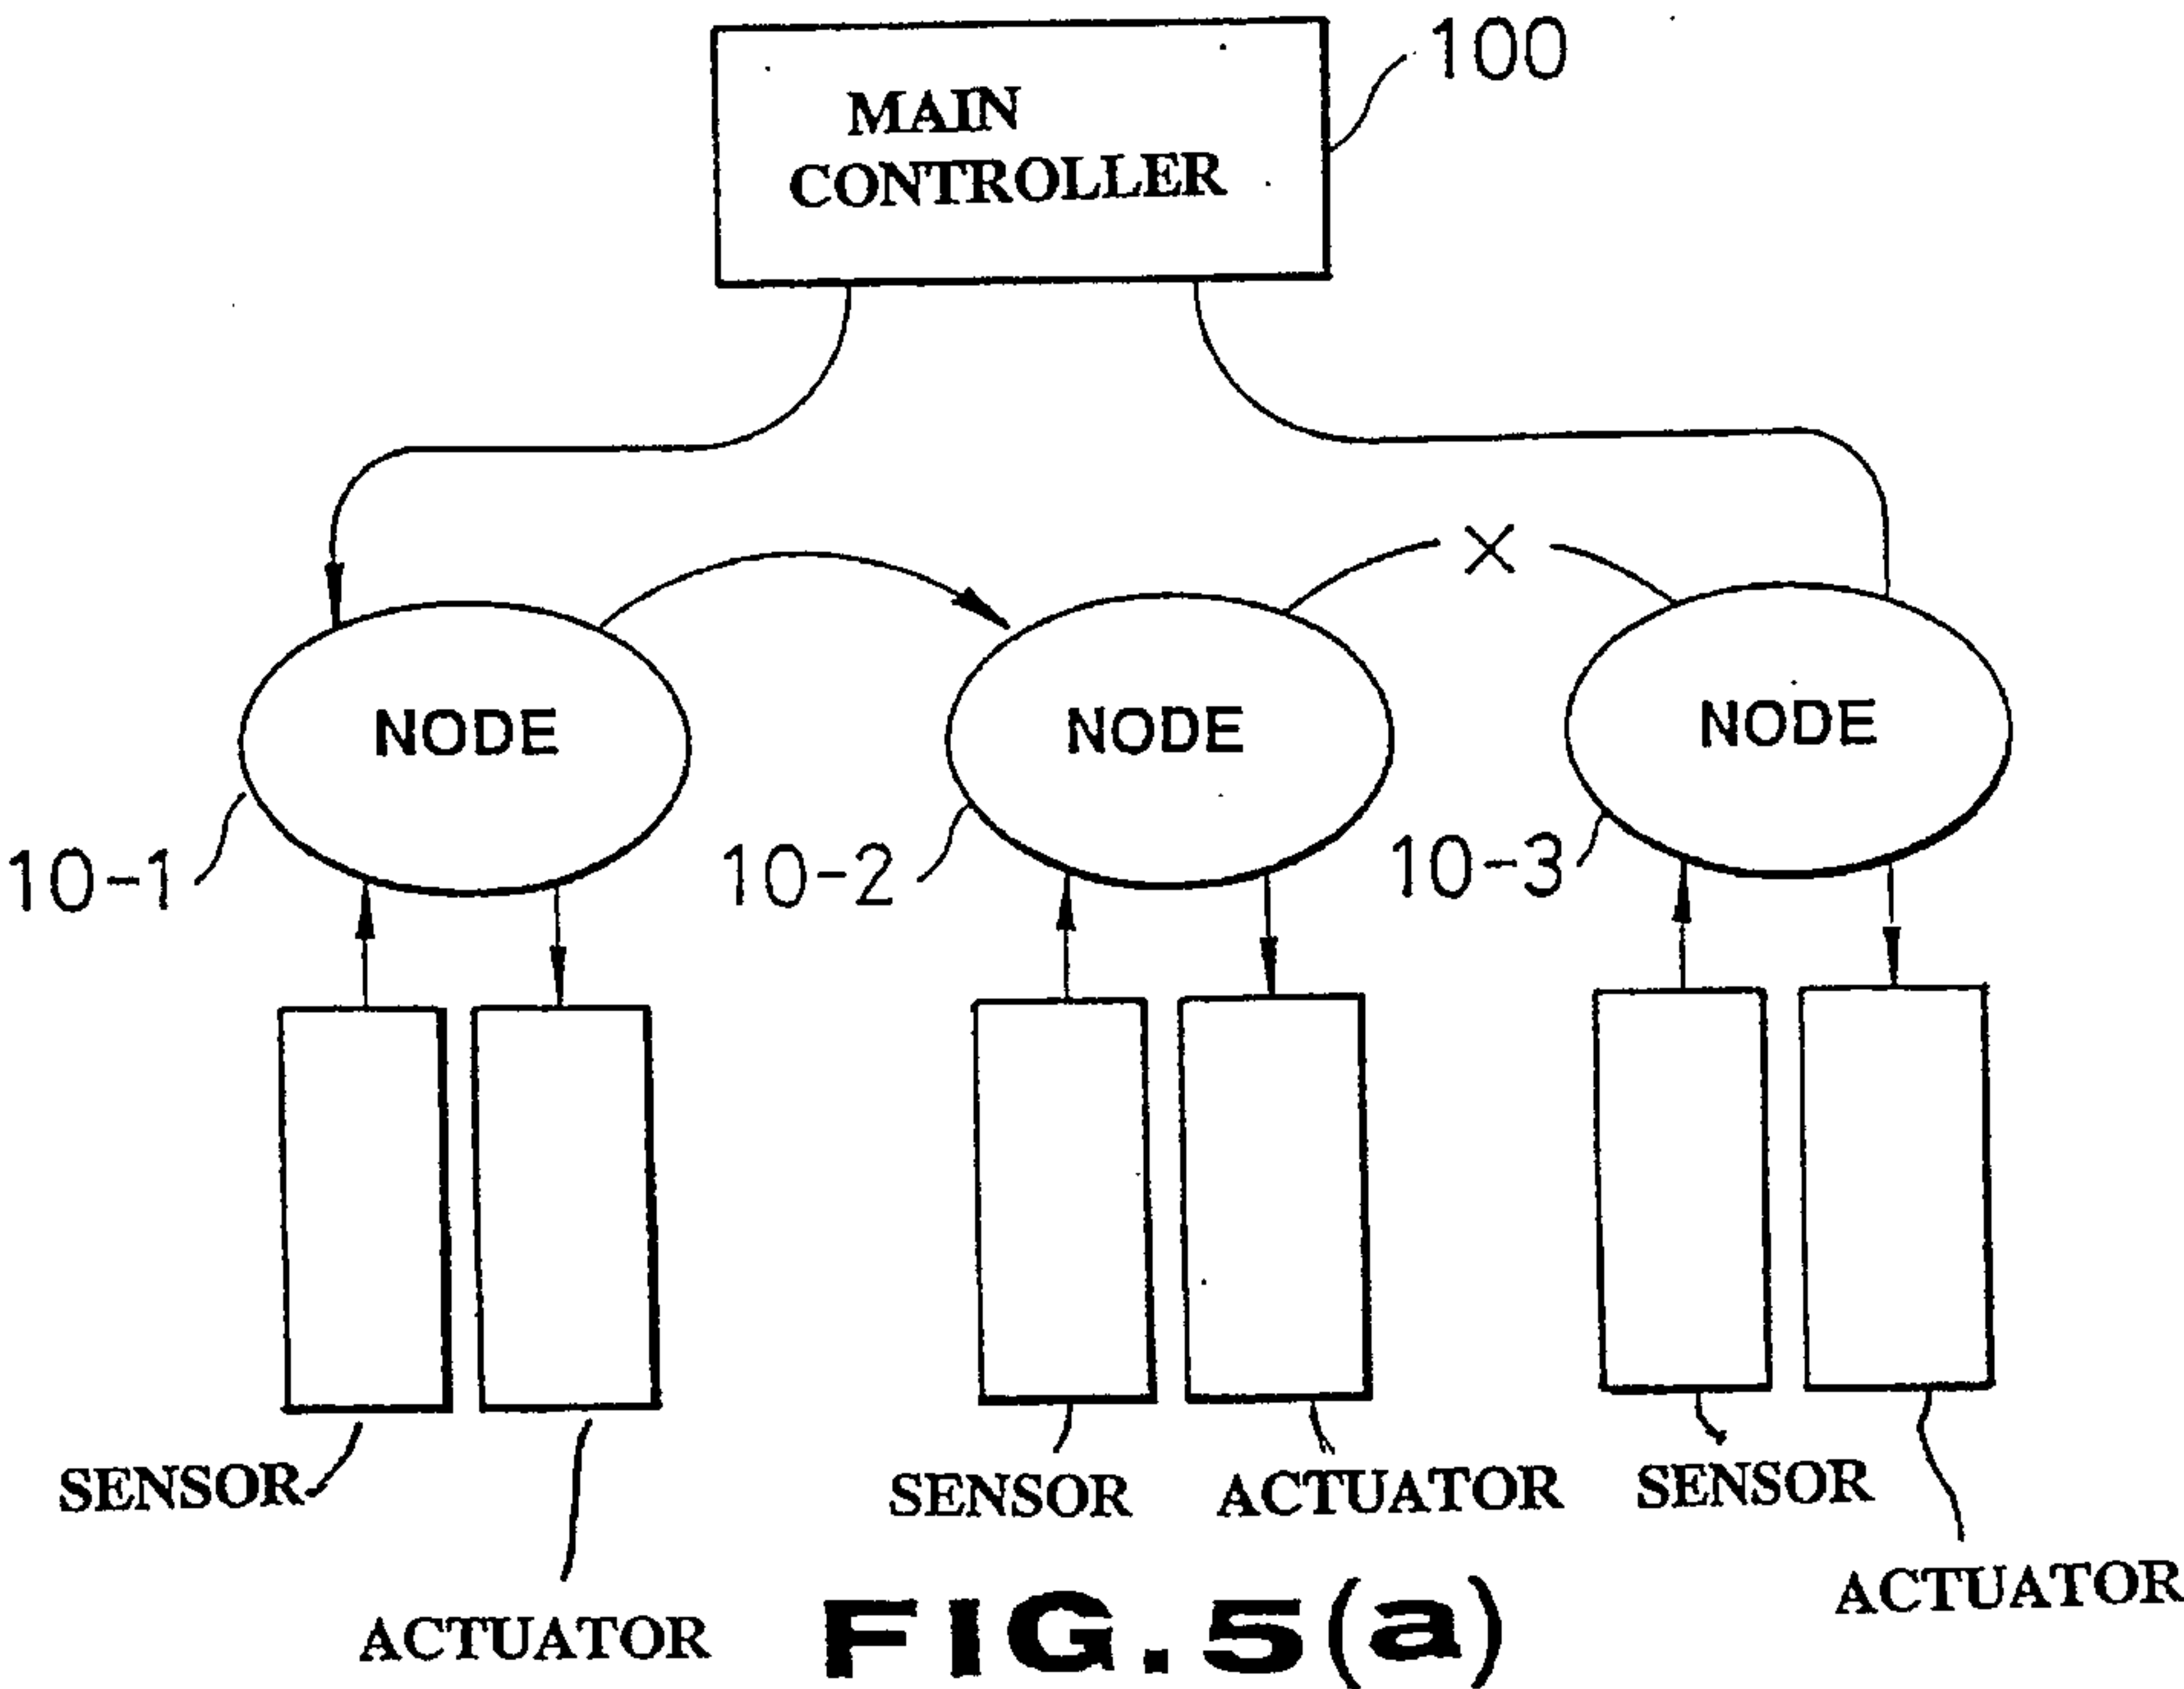 100
MAIN
CONTROLLER
X
NODE
NODE
NODE
10-1
10-2
10-3
SENSOR
SENSOR
ACTUATOR
SENSOR
ACTUATOR
ACTUATOR
FIG.5(a)